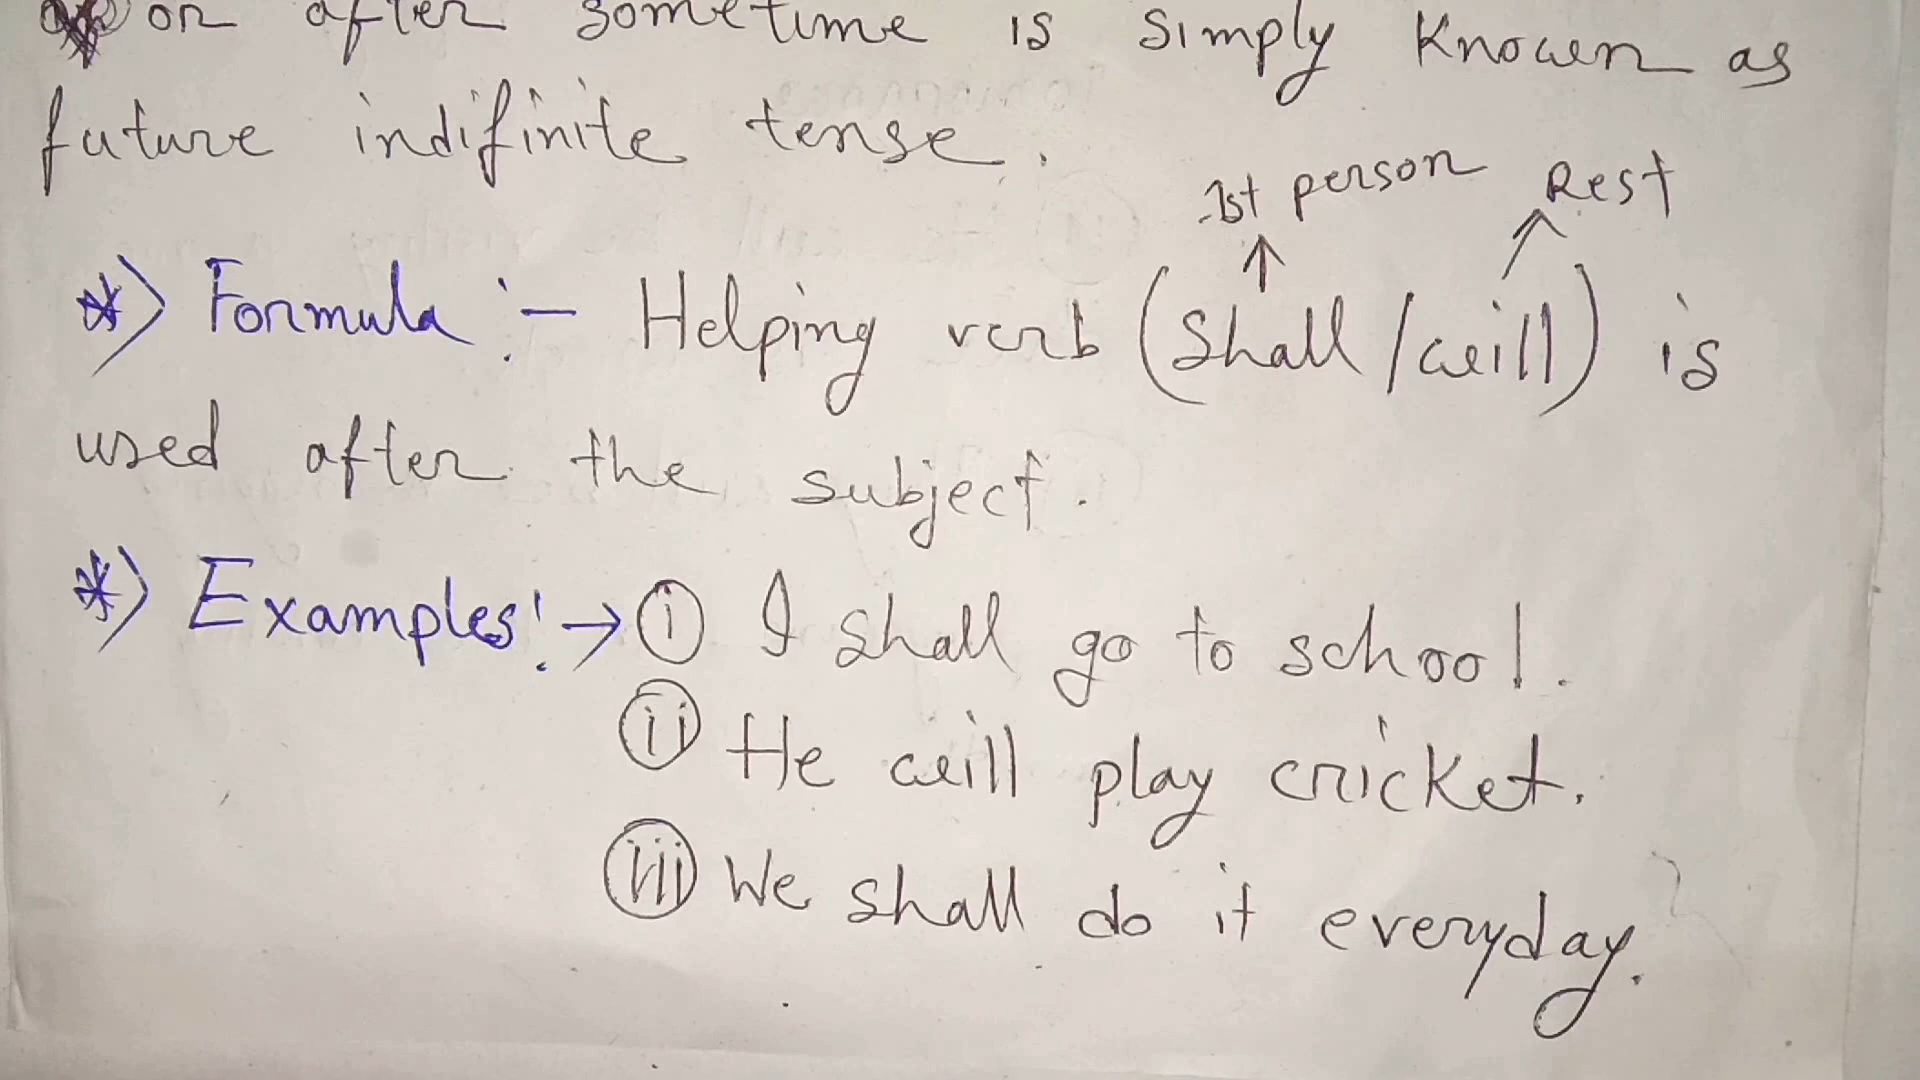 or after sometime is simply known as
future indifinite tense.
1st person Rest
*) Formula :- Helping verb (Shall / will) is
used after the subject.
*) Examples :→ (i) I shall go to school.
(ii) He will play cricket.
(iii) We shall do it everyday.